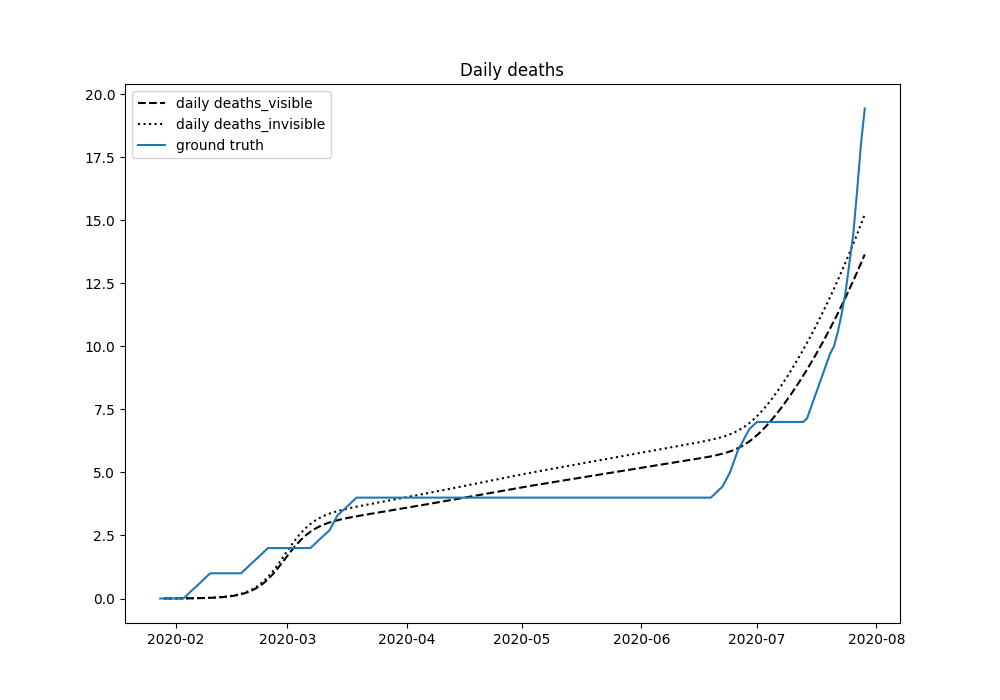 Daily deaths
daily deaths_visible
daily deaths_invisible
ground truth
20.0
17.5
15.0
12.5
10.0
7.5
5.0
2.5
0.0
2020-02 2020-03 2020-04 2020-05 2020-06 2020-07 2020-08